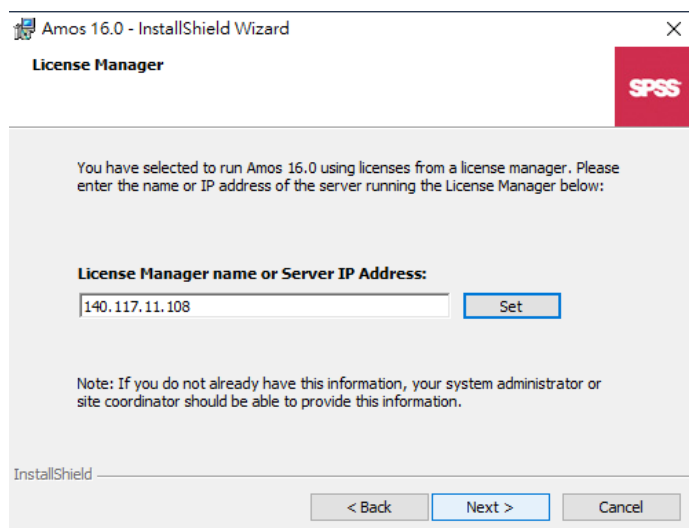 Amos 16.0 - InstallShield Wizard
License Manager
SPSS
You have selected to run Amos 16.0 using licenses from a license manager. Please
enter the name or IP address of the server running the License Manager below:
License Manager name or Server IP Address:
140.117.11.108
Set
Note: If you do not already have this information, your system administrator or
site coordinator should be able to provide this information.
InstallShield
< Back
Next >
Cancel